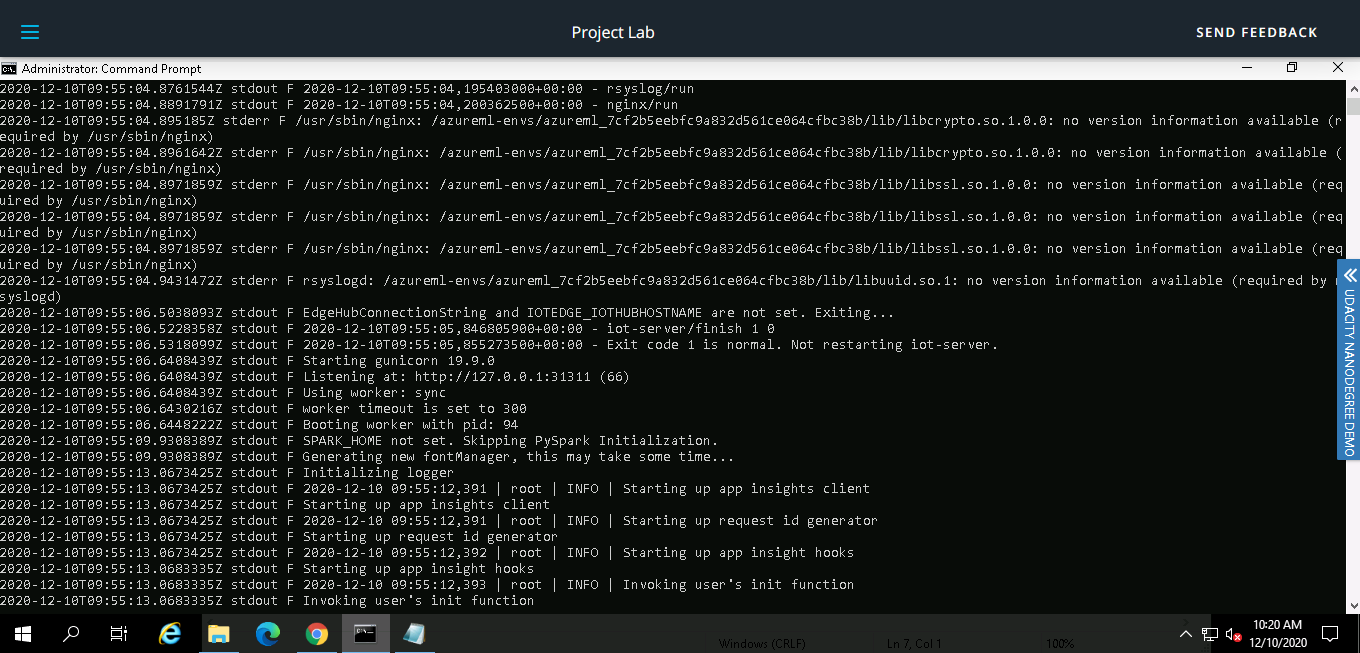 Project Lab
SEND FEEDBACK
Administrator: Command Prompt
2020-12-10T09:55:04.8761544Z stdout F 2020-12-10T09:55:04,195403000+00:00 - rsyslog/run
2020-12-10T09:55:04.8891791Z stdout F 2020-12-10T09:55:04,200362500+00:00 - nginx/run
2020-12-10T09:55:04.895185Z stderr F /usr/sbin/nginx: /azureml-envs/azureml_7cf2b5eebfc9a832d561ce064cfbc38b/lib/libcrypto.so.1.0.0: no version information available (r
equired by /usr/sbin/nginx)
2020-12-10T09:55:04.8961642Z stderr F /usr/sbin/nginx: /azureml-envs/azureml_7cf2b5eebfc9a832d561ce064cfbc38b/lib/libcrypto.so.1.0.0: no version information available (
required by /usr/sbin/nginx)
2020-12-10T09:55:04.8971859Z stderr F /usr/sbin/nginx: /azureml-envs/azureml_7cf2b5eebfc9a832d561ce064cfbc38b/lib/libssl.so.1.0.0: no version information available (req
uired by /usr/sbin/nginx)
2020-12-10T09:55:04.8971859Z stderr F /usr/sbin/nginx: /azureml-envs/azureml_7cf2b5eebfc9a832d561ce064cfbc38b/lib/libssl.so.1.0.0: no version information available (req
uired by /usr/sbin/nginx)
2020-12-10T09:55:04.8971859Z stderr F /usr/sbin/nginx: /azureml-envs/azureml_7cf2b5eebfc9a832d561ce064cfbc38b/lib/libssl.so.1.0.0: no version information available (req
uired by /usr/sbin/nginx)
2020-12-10T09:55:04.9431472Z stderr F rsyslogd: /azureml-envs/azureml_7cf2b5eebfc9a832d561ce064cfbc38b/lib/libuuid.so.1: no version information available (required by r
syslogd)
2020-12-10T09:55:06.5038093Z stdout F EdgeHubConnectionString and IOTEDGE_IOTHUBHOSTNAME are not set. Exiting...
2020-12-10T09:55:06.5228358Z stdout F 2020-12-10T09:55:05,846805900+00:00 - iot-server/finish 1 0
2020-12-10T09:55:06.5318099Z stdout F 2020-12-10T09:55:05,855273500+00:00 - Exit code 1 is normal. Not restarting iot-server.
2020-12-10T09:55:06.6408439Z stdout F Starting gunicorn 19.9.0
2020-12-10T09:55:06.6408439Z stdout F Listening at: http://127.0.0.1:31311 (66)
2020-12-10T09:55:06.6408439Z stdout F Using worker: sync
2020-12-10T09:55:06.6430216Z stdout F worker timeout is set to 300
2020-12-10T09:55:06.6448222Z stdout F Booting worker with pid: 94
2020-12-10T09:55:09.9308389Z stdout F SPARK_HOME not set. Skipping PySpark Initialization.
2020-12-10T09:55:09.9308389Z stdout F Generating new fontManager, this may take some time...
2020-12-10T09:55:13.0673425Z stdout F Initializing logger
2020-12-10T09:55:13.0673425Z stdout F 2020-12-10 09:55:12,391 | root | INFO | Starting up app insights client
2020-12-10T09:55:13.0673425Z stdout F Starting up app insights client
2020-12-10T09:55:13.0673425Z stdout F 2020-12-10 09:55:12,391 | root | INFO | Starting up request id generator
2020-12-10T09:55:13.0673425Z stdout F Starting up request id generator
2020-12-10T09:55:13.0673425Z stdout F 2020-12-10 09:55:12,392 | root | INFO | Starting up app insight hooks
2020-12-10T09:55:13.0683335Z stdout F Starting up app insight hooks
2020-12-10T09:55:13.0683335Z stdout F 2020-12-10 09:55:12,393 | root | INFO | Invoking user's init function
2020-12-10T09:55:13.0683335Z stdout F Invoking user's init function
UDACITY NANODEGREE DEMO
Windows (CRLF)
Ln 7, Col 1
100%
10:20 AM
12/10/2020